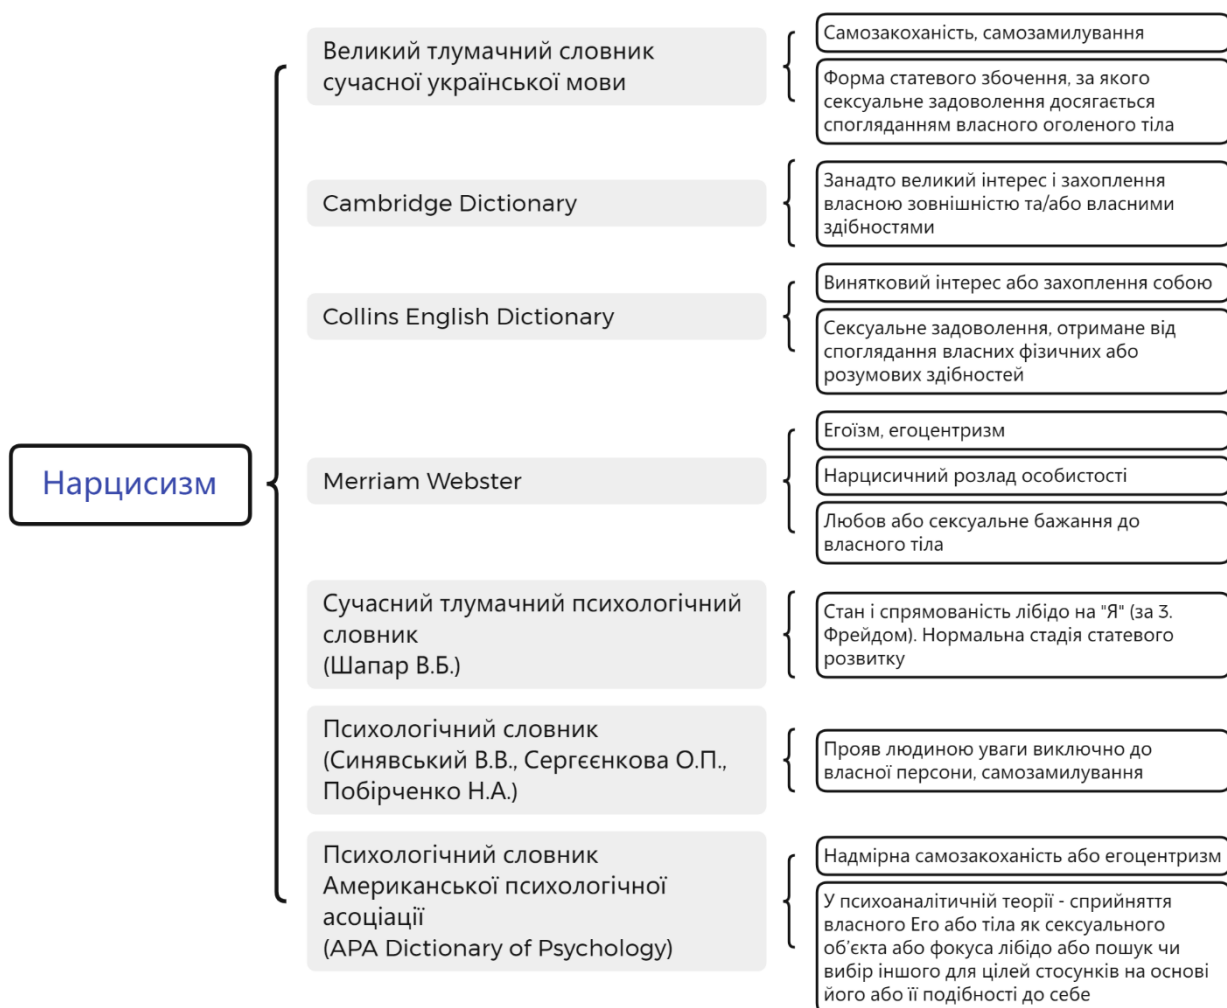 Нарцисизм
Великий тлумачний словник
сучасної української мови
Самозакоханість, самозамилування
Форма статевого збочення, за якого
сексуальне задоволення досягається
спогляданням власного оголеного тіла
Cambridge Dictionary
Занадто великий інтерес і захоплення
власною зовнішністю та/або власними
здібностями
Collins English Dictionary
Винятковий інтерес або захоплення собою
Сексуальне задоволення, отримане від
споглядання власних фізичних або
розумових здібностей
Merriam Webster
Егоїзм, егоцентризм
Нарцисичний розлад особистості
Любов або сексуальне бажання до
власного тіла
Сучасний тлумачний психологічний
словник
(Шапар В.Б.)
Стан і спрямованість лібідо на "Я" (за З.
Фрейдом). Нормальна стадія статевого
розвитку
Психологічний словник
(Синявський В.В., Сергєєнкова О.П.,
Побірченко Н.А.)
Прояв людиною уваги виключно до
власної персони, самозамилування
Психологічний словник
Американської психологічної
асоціації
(APA Dictionary of Psychology)
Надмірна самозакоханість або егоцентризм
У психоаналітичній теорії - сприйняття
власного Его або тіла як сексуального
об’єкта або фокуса лібідо або пошук чи
вибір іншого для цілей стосунків на основі
його або її подібності до себе